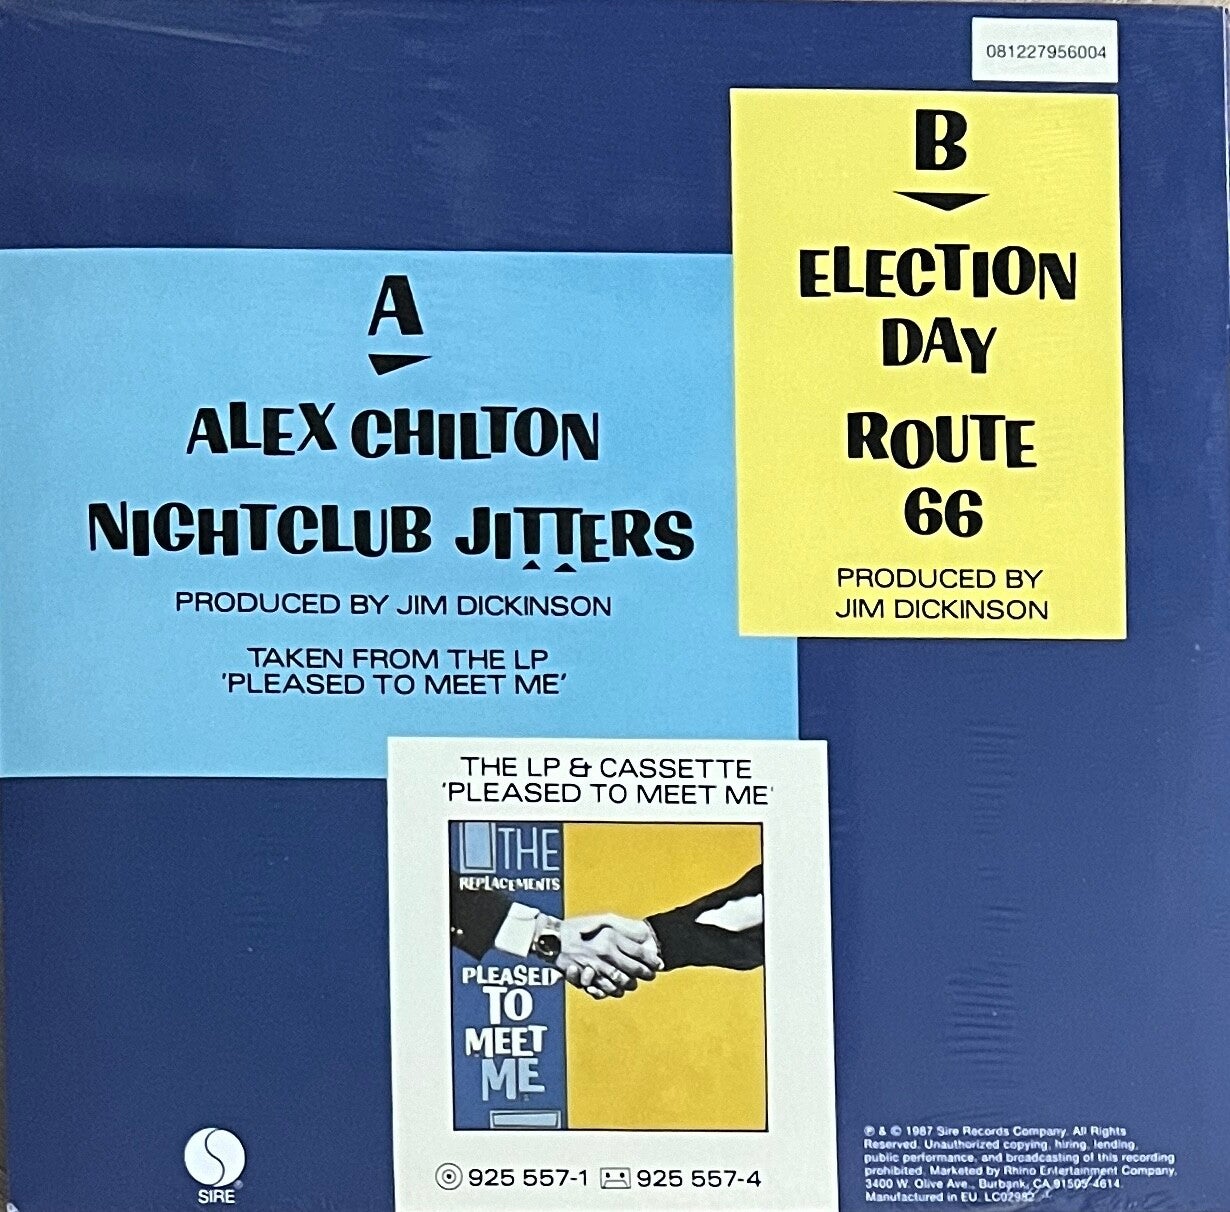 081227956004
B
ELECTION
DAY
ROUTE
66
PRODUCED BY
JIM DICKINSON
A
ALEX CHILTON
NIGHTCLUB JITTERS
PRODUCED BY JIM DICKINSON
TAKEN FROM THE LP
'PLEASED TO MEET ME'
THE LP & CASSETTE
'PLEASED TO MEET ME'
THE
REPLACEMENTS
PLEASED
TO
MEET
ME
925 557-1 925 557-4
SIRE
℗ & © 1987 Sire Records Company. All Rights
Reserved. Unauthorized copying, hiring, lending,
public performance, and broadcasting of this recording
prohibited. Marketed by Rhino Entertainment Company,
3400 W. Olive Ave., Burbank, CA 91505-4614.
Manufactured in EU. LC02982